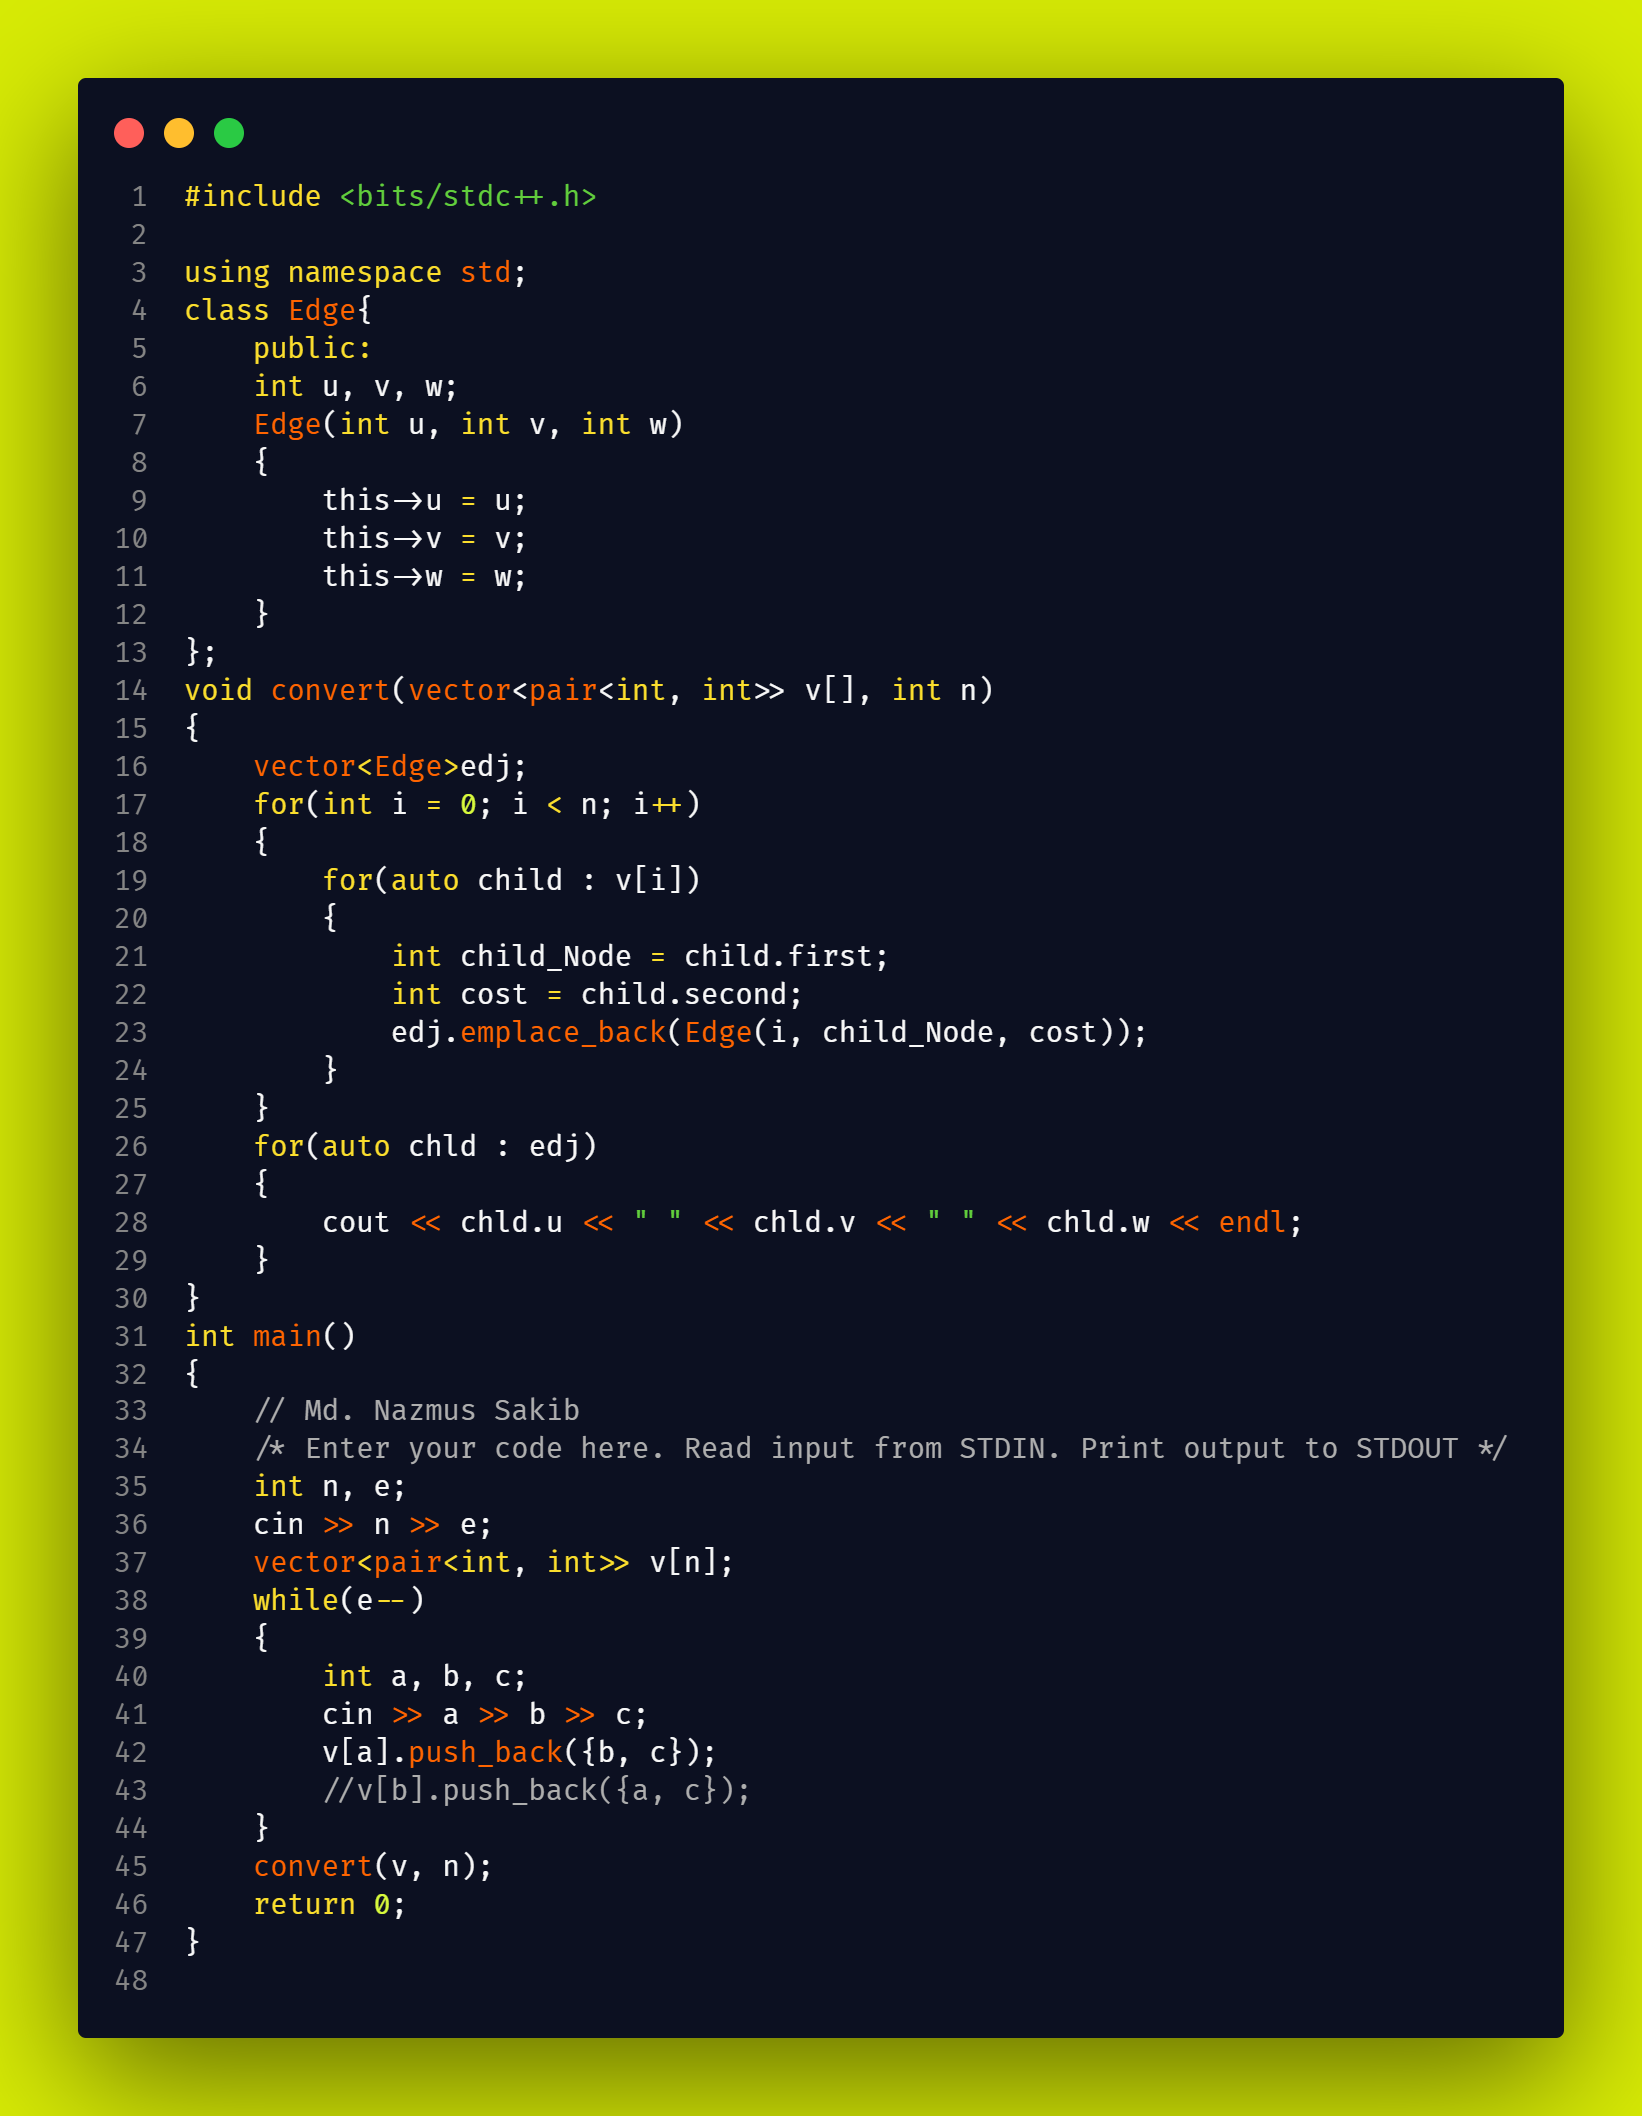 1 #include <bits/stdc++.h>
2
3 using namespace std;
4 class Edge{
5     public:
6     int u, v, w;
7     Edge(int u, int v, int w)
8     {
9         this->u = u;
10         this->v = v;
11         this->w = w;
12     }
13 };
14 void convert(vector<pair<int, int>> v[], int n)
15 {
16     vector<Edge>edj;
17     for(int i = 0; i < n; i++)
18     {
19         for(auto child : v[i])
20         {
21             int child_Node = child.first;
22             int cost = child.second;
23             edj.emplace_back(Edge(i, child_Node, cost));
24         }
25     }
26     for(auto chld : edj)
27     {
28         cout << chld.u << " " << chld.v << " " << chld.w << endl;
29     }
30 }
31 int main()
32 {
33     // Md. Nazmus Sakib
34     /* Enter your code here. Read input from STDIN. Print output to STDOUT */
35     int n, e;
36     cin >> n >> e;
37     vector<pair<int, int>> v[n];
38     while(e--)
39     {
40         int a, b, c;
41         cin >> a >> b >> c;
42         v[a].push_back({b, c});
43         //v[b].push_back({a, c});
44     }
45     convert(v, n);
46     return 0;
47 }
48